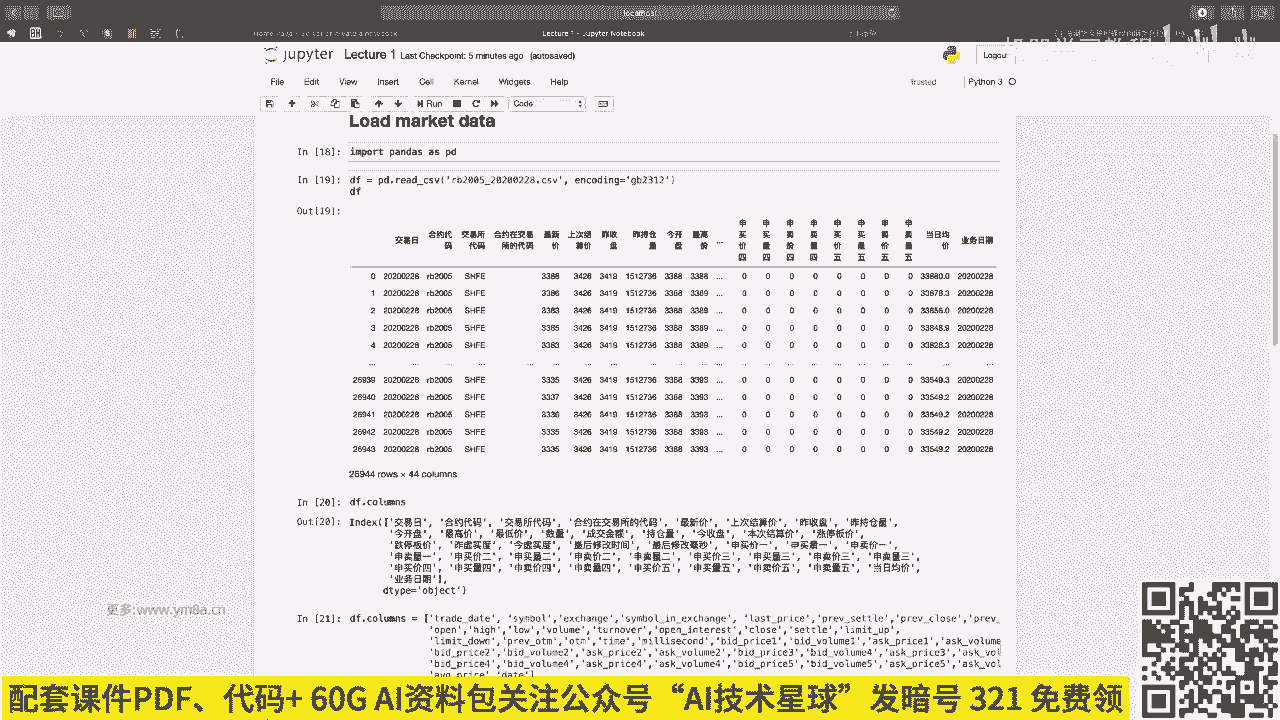 localhost
Lecture 1 - Jupyter Notebook
jupyter Lecture 1 Last Checkpoint: 5 minutes ago (autosaved)
Logout
File Edit View Insert Cell Kernel Widgets Help
Trusted Python 3
Run Code
Load market data
In [18]: import pandas as pd
In [19]: df = pd.read_csv('rb2005_20200228.csv', encoding='gb2312')
df
Out[19]:
交易日 合约代码 交易所代码 合约在交易所的代码 最新价 上次结算价 昨收盘 昨持仓量 今开盘 最高价 ... 申买价四 申买量四 申卖价四 申卖量四 申买价五 申买量五 申卖价五 申卖量五 当日均价 业务日期
0 20200228 rb2005 SHFE 3388 3426 3419 1512736 3388 3388 ... 0 0 0 0 0 0 0 0 33880.0 20200228
1 20200228 rb2005 SHFE 3386 3426 3419 1512736 3388 3389 ... 0 0 0 0 0 0 0 0 33878.3 20200228
2 20200228 rb2005 SHFE 3383 3426 3419 1512736 3388 3389 ... 0 0 0 0 0 0 0 0 33856.0 20200228
3 20200228 rb2005 SHFE 3385 3426 3419 1512736 3388 3389 ... 0 0 0 0 0 0 0 0 33848.9 20200228
4 20200228 rb2005 SHFE 3383 3426 3419 1512736 3388 3389 ... 0 0 0 0 0 0 0 0 33828.3 20200228
... ... ... ... ... ... ... ... ... ... ... ... ... ... ... ... ... ... ... ... ... ...
26939 20200228 rb2005 SHFE 3335 3426 3419 1512736 3388 3393 ... 0 0 0 0 0 0 0 0 33549.3 20200228
26940 20200228 rb2005 SHFE 3337 3426 3419 1512736 3388 3393 ... 0 0 0 0 0 0 0 0 33549.2 20200228
26941 20200228 rb2005 SHFE 3336 3426 3419 1512736 3388 3393 ... 0 0 0 0 0 0 0 0 33549.2 20200228
26942 20200228 rb2005 SHFE 3335 3426 3419 1512736 3388 3393 ... 0 0 0 0 0 0 0 0 33549.2 20200228
26943 20200228 rb2005 SHFE 3335 3426 3419 1512736 3388 3393 ... 0 0 0 0 0 0 0 0 33549.2 20200228
26944 rows × 44 columns
In [20]: df.columns
Out[20]: Index(['交易日', '合约代码', '交易所代码', '合约在交易所的代码', '最新价', '上次结算价', '昨收盘', '昨持仓量',
'今开盘', '最高价', '最低价', '数量', '成交金额', '持仓量', '今收盘', '本次结算价', '涨停板价',
'跌停板价', '昨虚实度', '今虚实度', '最后修改时间', '最后修改毫秒', '申买价一', '申买量一', '申卖价一',
'申卖量一', '申买价二', '申买量二', '申卖价二', '申卖量二', '申买价三', '申买量三', '申卖价三', '申卖量三',
'申买价四', '申买量四', '申卖价四', '申卖量四', '申买价五', '申买量五', '申卖价五', '申卖量五', '当日均价',
'业务日期'],
dtype='object')
In [21]: df.columns = ['trade_date', 'symbol','exchange','symbol_in_exchange', 'last_price','prev_settle','prev_close','prev_
'open','high','low','volume','turnover','open_interest','close','settle','limit_up',
'limit_down','prev_otm','otm','time','millisecond','bid_price1','bid_volume1','ask_price1','ask_volume
'bid_price2','bid_volume2','ask_price2','ask_volume2','bid_price3','bid_volume4','ask_price3','ask_vol
'bid_price4','bid_volume4','ask_price4','ask_volume4','bid_price5','bid_volume5','ask_price5','ask_vol
'avg_price','date']
更多:www.ym8a.cn
配套课件PDF、代码+ 60G AI资料包关注公众号“AI技术星球”发暗号 321 免费领